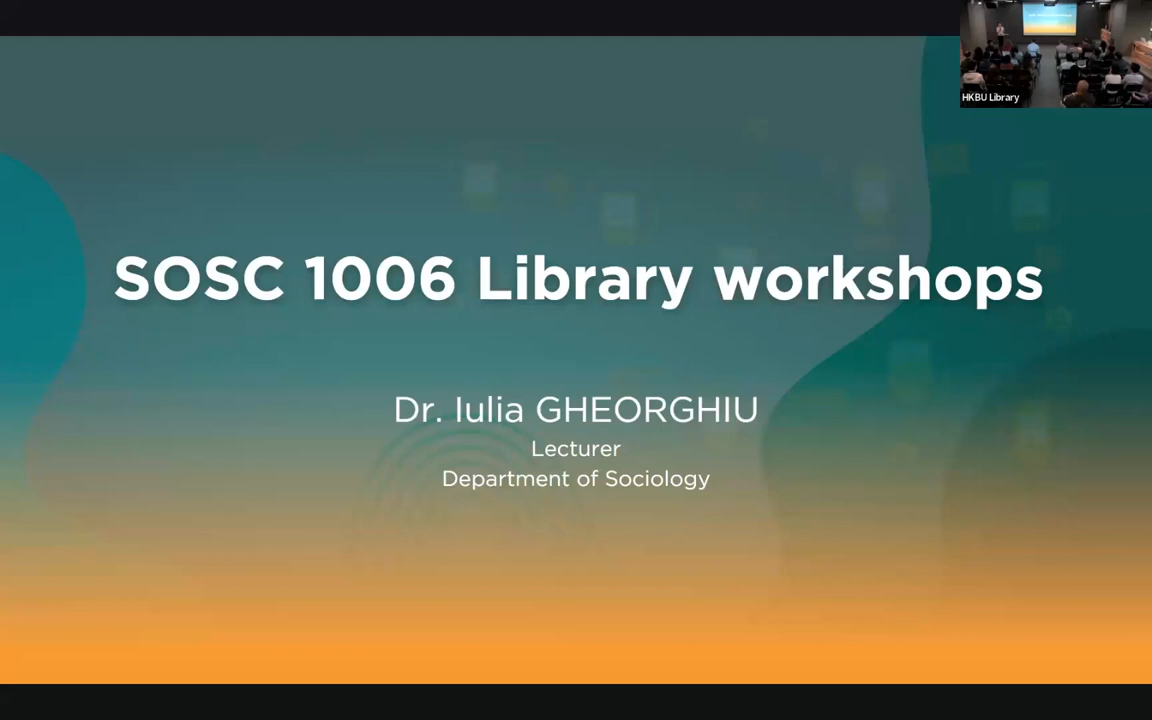 HKBU Library
SOSC 1006 Library workshops
Dr. Iulia GHEORGHIU
Lecturer
Department of Sociology